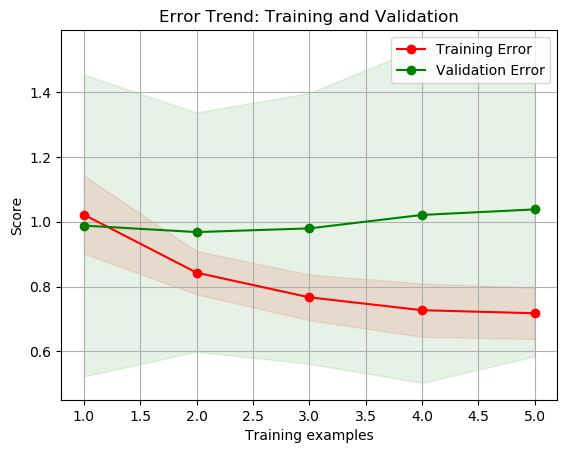 Error Trend: Training and Validation
Training Error
Validation Error
Score
1.4
1.2
1.0
0.8
0.6
1.0 1.5 2.0 2.5 3.0 3.5 4.0 4.5 5.0
Training examples